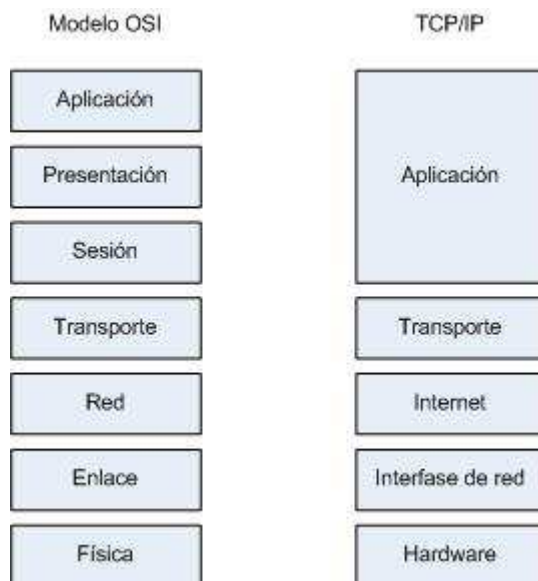 Modelo OSI
Aplicación
Presentación
Sesión
Transporte
Red
Enlace
Física
TCP/IP
Aplicación
Transporte
Internet
Interfase de red
Hardware